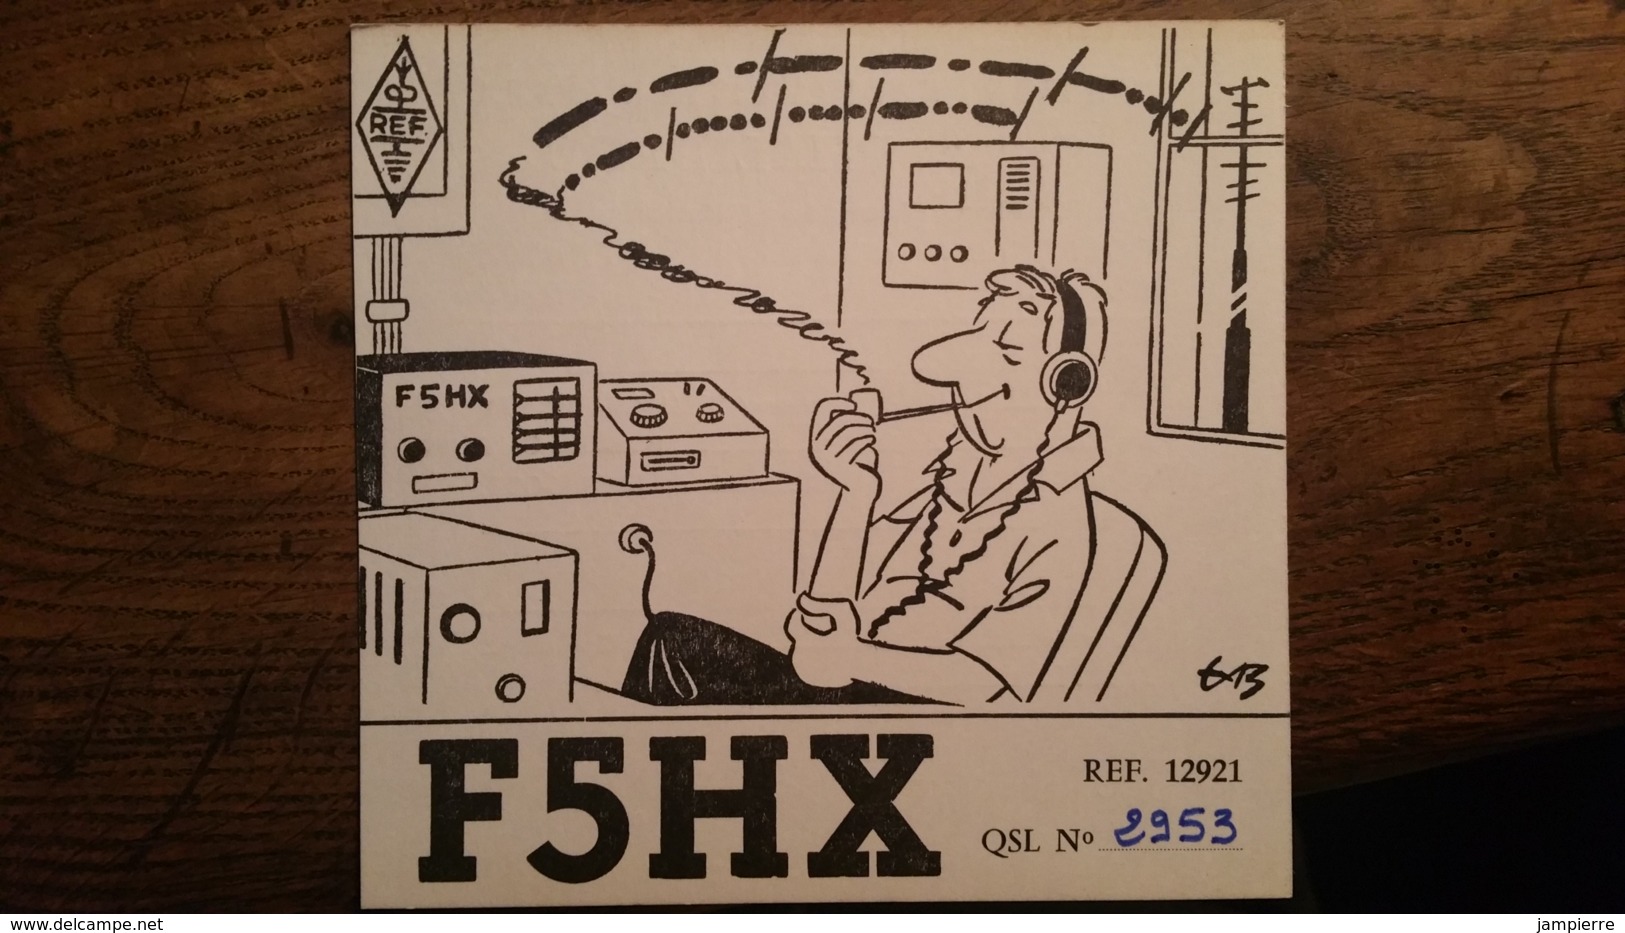 REF
F5HX
F5HX
REF. 12921
QSL Nº 2953
www.delcampe.net
jampierre